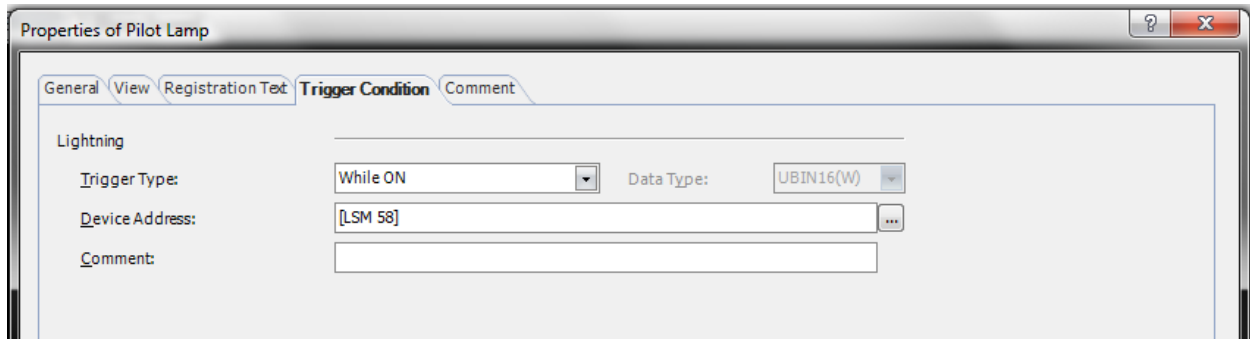 Properties of Pilot Lamp
General View Registration Text Trigger Condition Comment
Lightning
Trigger Type: While ON Data Type: UBIN16(W)
Device Address: [LSM 58] ...
Comment: